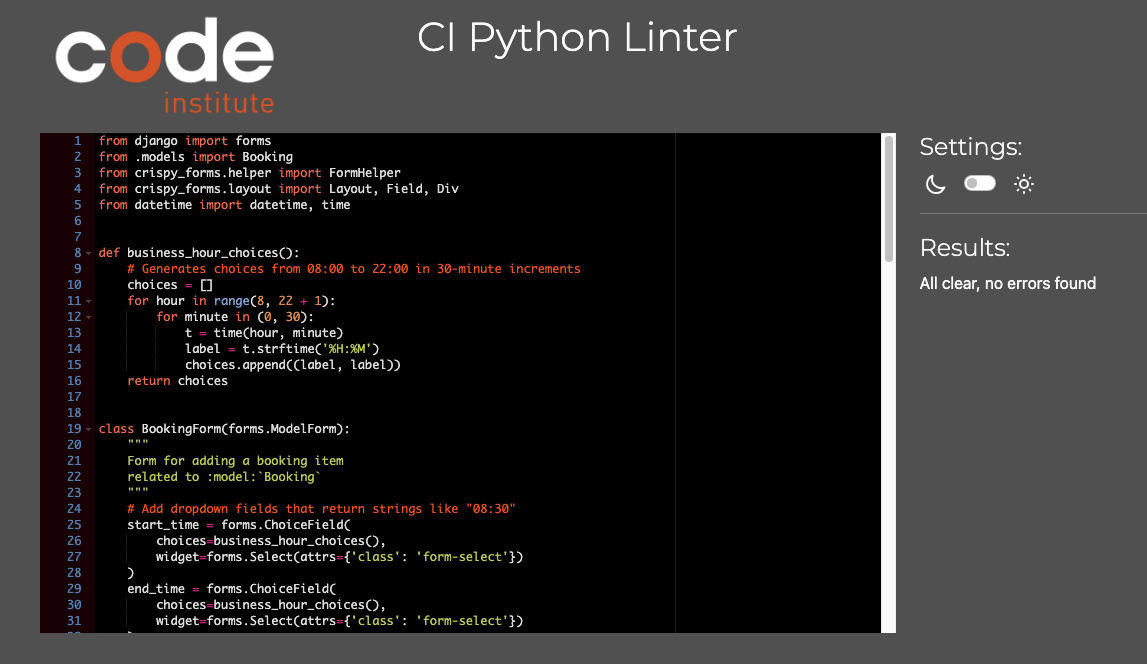 code
institute
CI Python Linter
1 from django import forms
2 from .models import Booking
3 from crispy_forms.helper import FormHelper
4 from crispy_forms.layout import Layout, Field, Div
5 from datetime import datetime, time
6
7
8 def business_hour_choices():
9     # Generates choices from 08:00 to 22:00 in 30-minute increments
10     choices = []
11     for hour in range(8, 22 + 1):
12         for minute in (0, 30):
13             t = time(hour, minute)
14             label = t.strftime('%H:%M')
15             choices.append((label, label))
16     return choices
17
18
19 class BookingForm(forms.ModelForm):
20     """
21     Form for adding a booking item
22     related to :model:`Booking`
23     """
24     # Add dropdown fields that return strings like "08:30"
25     start_time = forms.ChoiceField(
26         choices=business_hour_choices(),
27         widget=forms.Select(attrs={'class': 'form-select'})
28     )
29     end_time = forms.ChoiceField(
30         choices=business_hour_choices(),
31         widget=forms.Select(attrs={'class': 'form-select'})
Settings:
Results:
All clear, no errors found